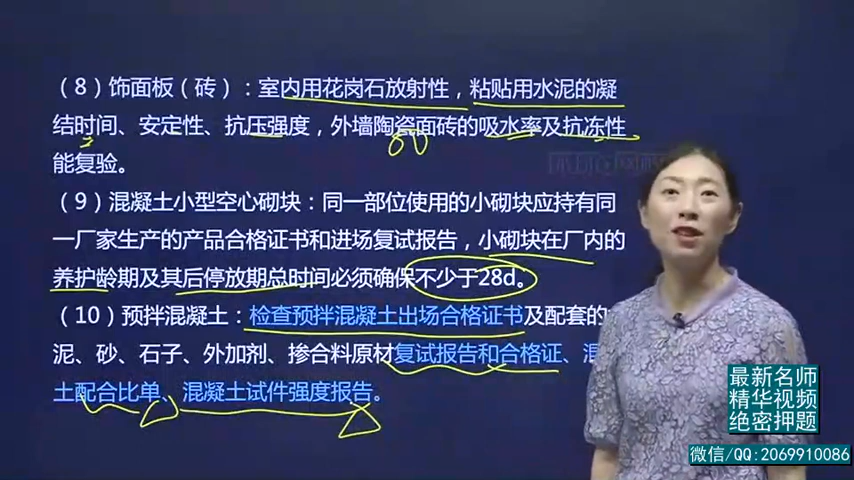 （8）饰面板（砖）：室内用花岗石放射性，粘贴用水泥的凝
结时间、安定性、抗压强度，外墙陶瓷面砖的吸水率及抗冻性
能复验。
（9）混凝土小型空心砌块：同一部位使用的小砌块应持有同
一厂家生产的产品合格证书和进场复试报告，小砌块在厂内的
养护龄期及其后停放期总时间必须确保不少于28d。
（10）预拌混凝土：检查预拌混凝土出场合格证书及配套的
泥、砂、石子、外加剂、掺合料原材复试报告和合格证、混
土配合比单、混凝土试件强度报告。
最新名师
精华视频
绝密押题
微信/QQ:2069910086